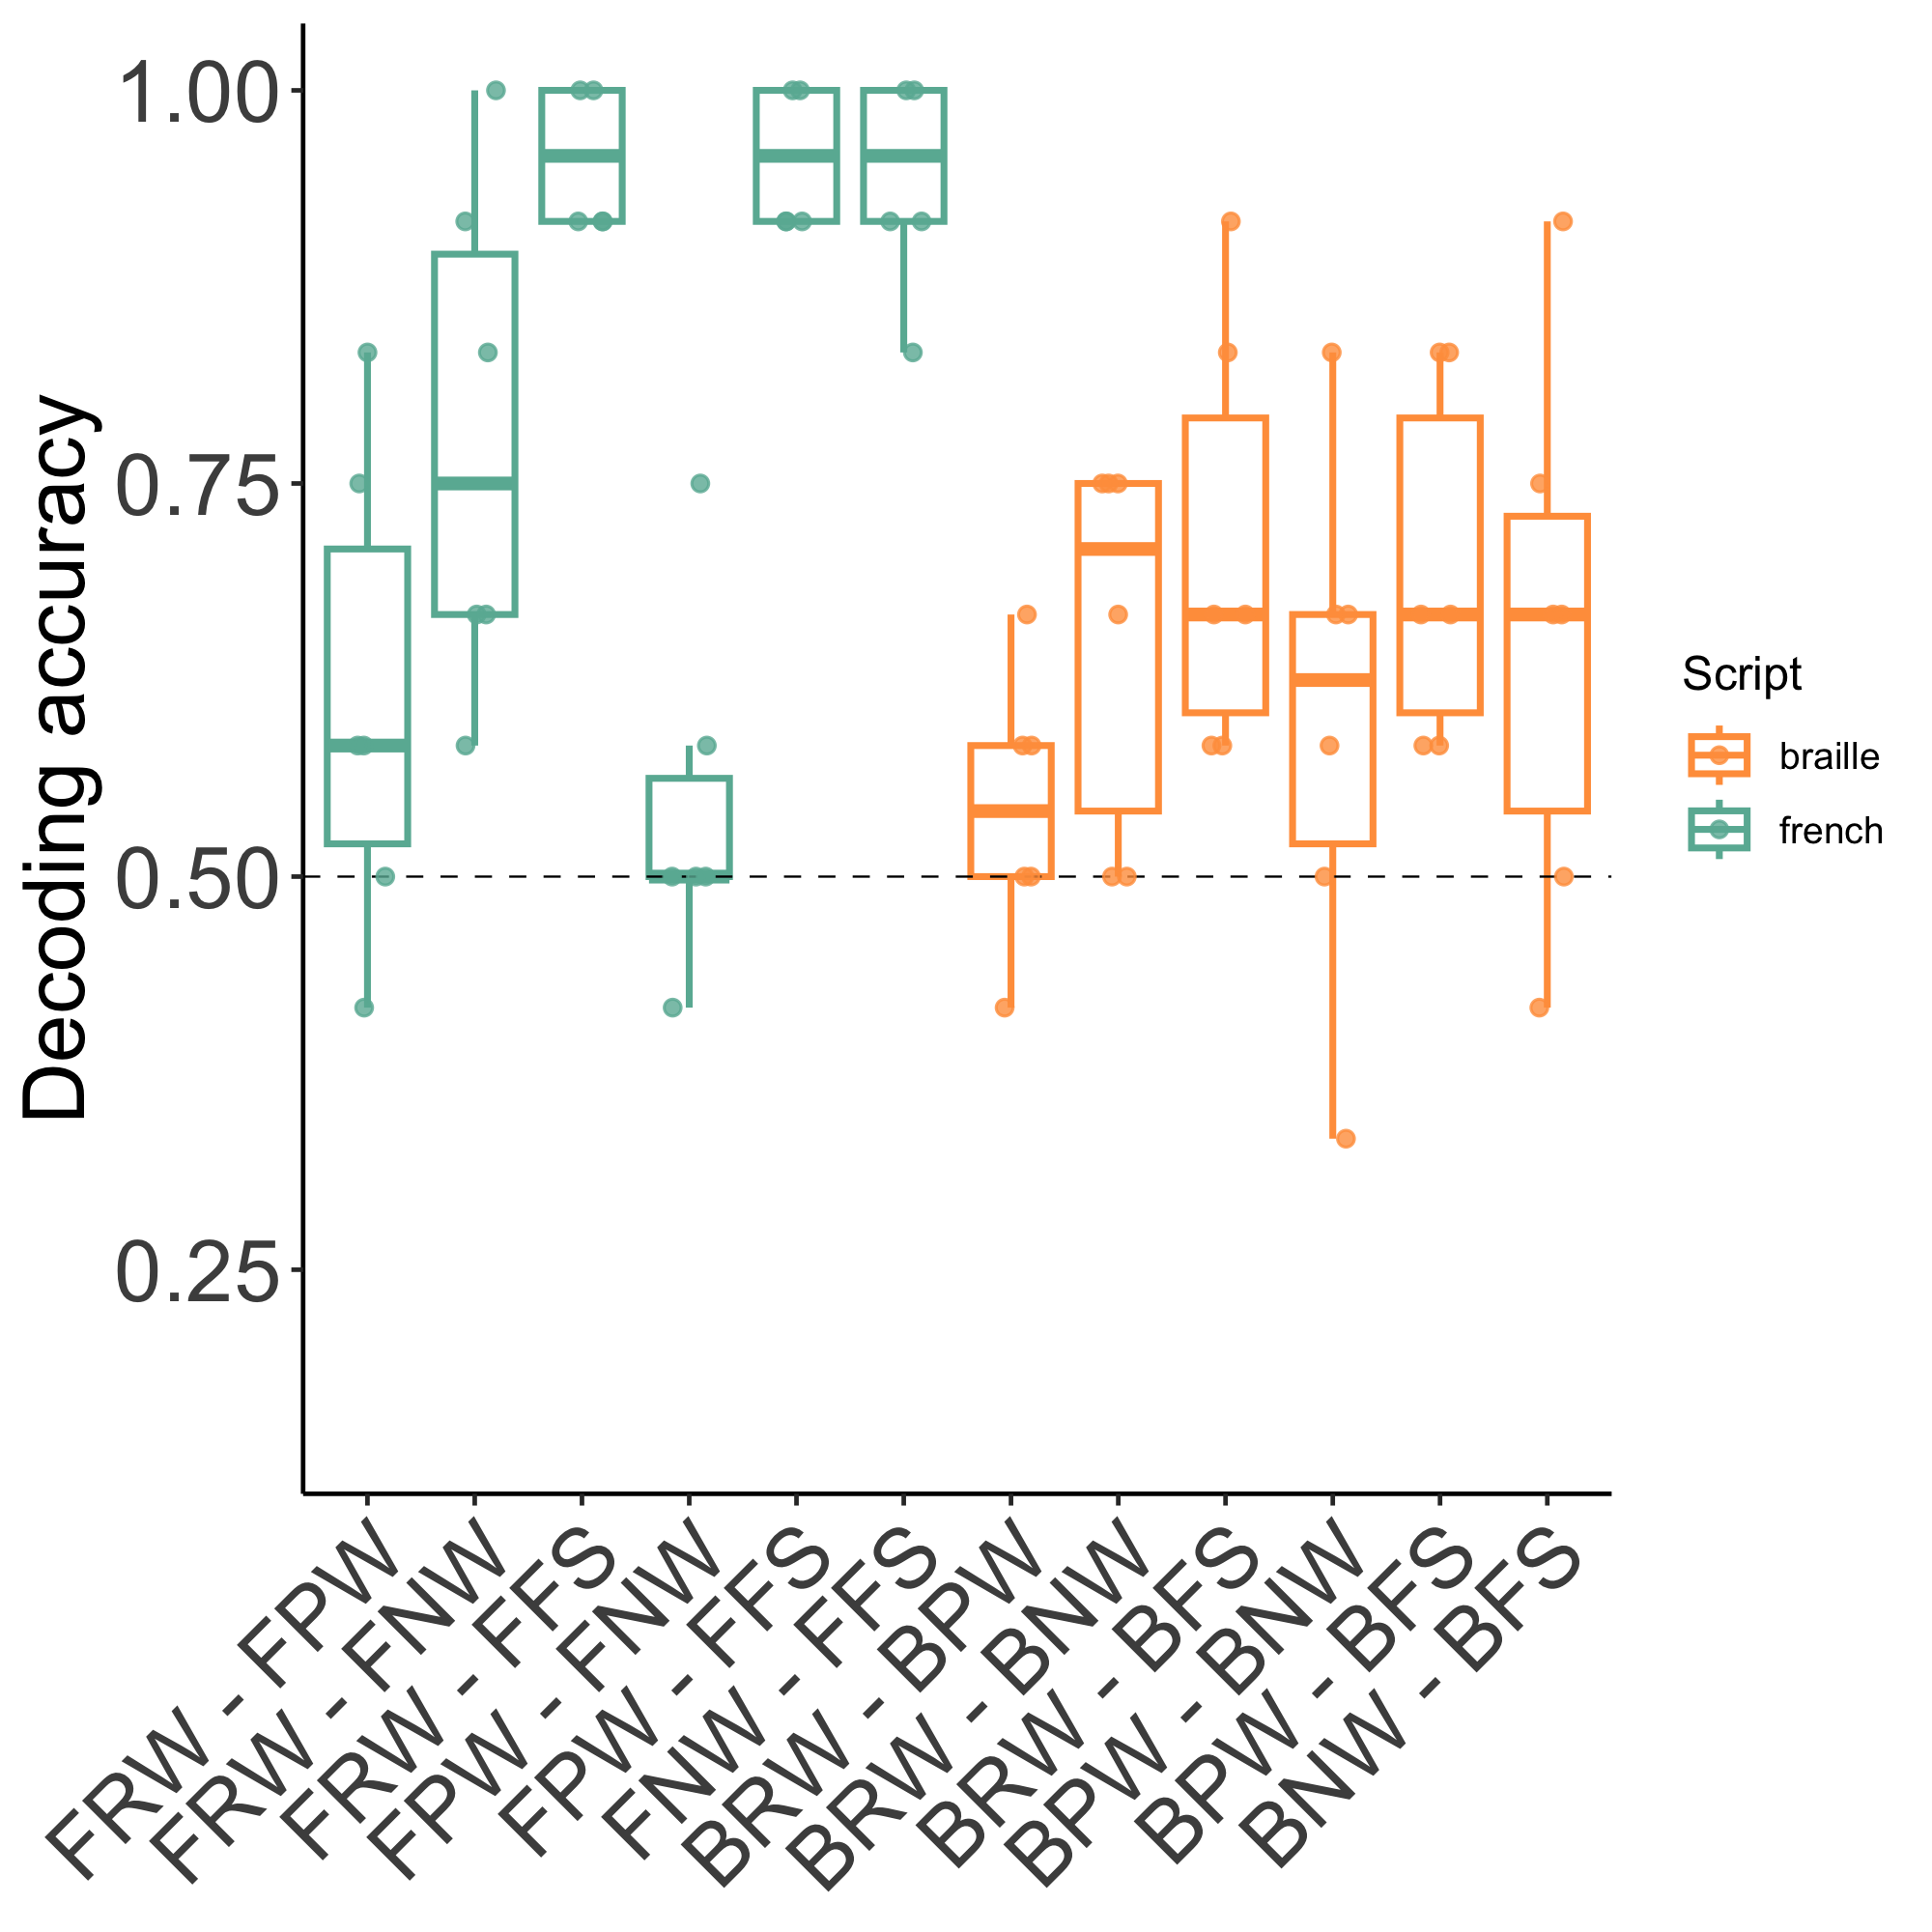 Decoding accuracy
1.00
0.75
0.50
0.25
FRW - FPW
FRW - FNW
FRW - FFS
FPW - FNW
FPW - FFS
FNW - FFS
BRW - BPW
BRW - BNW
BRW - BFS
BPW - BNW
BPW - BFS
BNW - BFS
Script
braille
french